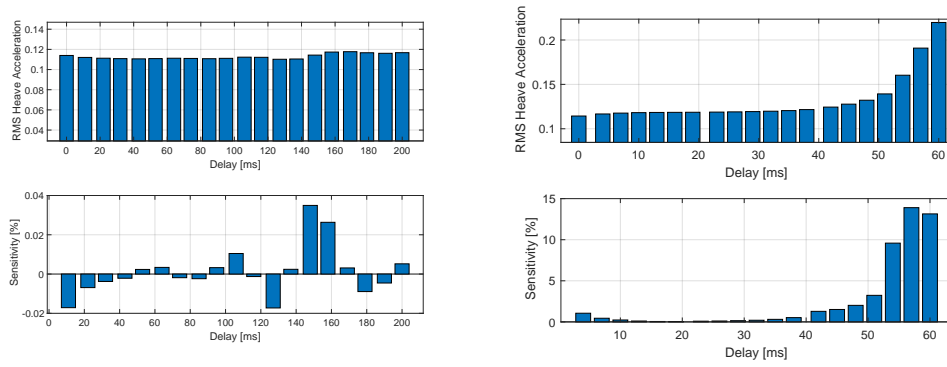 RMS Heave Acceleration
0.14
0.12
0.1
0.08
0.06
0.04
0 20 40 60 80 100 120 140 160 180 200
Delay [ms]
Sensitivity [%]
0.04
0.02
0
-0.02
0 20 40 60 80 100 120 140 160 180 200
Delay [ms]
RMS Heave Acceleration
0.2
0.15
0.1
0 10 20 30 40 50 60
Delay [ms]
Sensitivity [%]
15
10
5
0
10 20 30 40 50 60
Delay [ms]